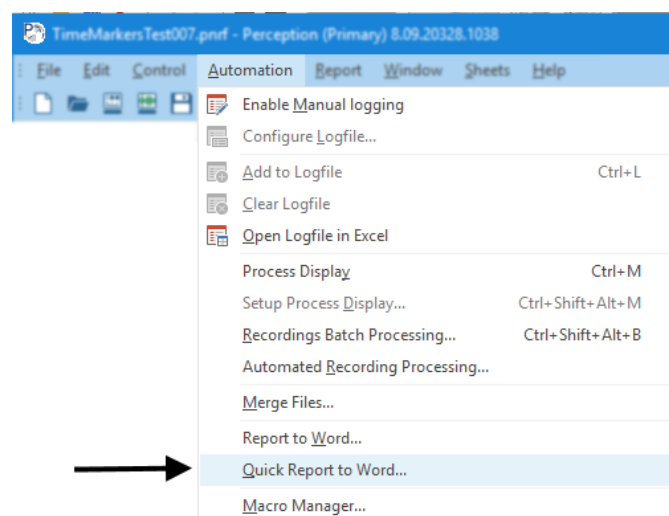 TimeMarkersTest007.pnrf - Perception (Primary) 8.09.20328.1038
File Edit Control Automation Report Window Sheets Help
Enable Manual logging
Configure Logfile...
Add to Logfile Ctrl+L
Clear Logfile
Open Logfile in Excel
Process Display Ctrl+M
Setup Process Display... Ctrl+Shift+Alt+M
Recordings Batch Processing... Ctrl+Shift+Alt+B
Automated Recording Processing...
Merge Files...
Report to Word...
Quick Report to Word...
Macro Manager...